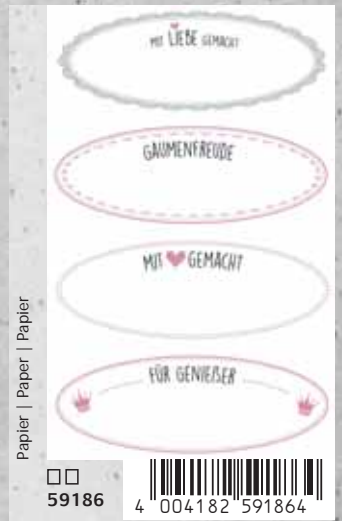 MIT LIEBE GEMACHT
GAUMENFREUDE
MIT ♥ GEMACHT
FÜR GENIEßER
Papier | Paper | Papier
□□
59186
4 004182 591864